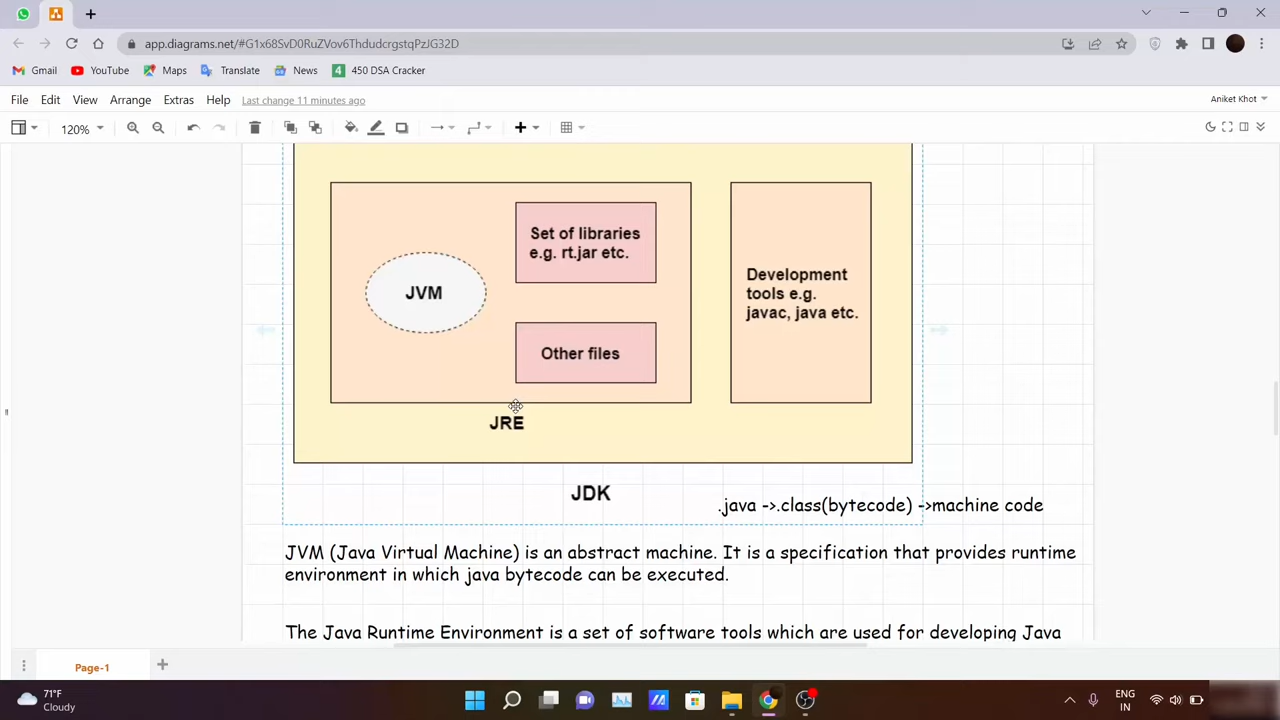 app.diagrams.net/#G1x68SvD0RuZVov6ThdudcrgstqPzJG32D
Gmail YouTube Maps Translate News 4 450 DSA Cracker
File Edit View Arrange Extras Help Last change 11 minutes ago
Aniket Khot
120%
Set of libraries
e.g. rt.jar etc.
JVM
Development
tools e.g.
javac, java etc.
Other files
JRE
JDK
.java ->.class(bytecode) ->machine code
JVM (Java Virtual Machine) is an abstract machine. It is a specification that provides runtime
environment in which java bytecode can be executed.
The Java Runtime Environment is a set of software tools which are used for developing Java
Page-1
71°F
Cloudy
ENG
IN